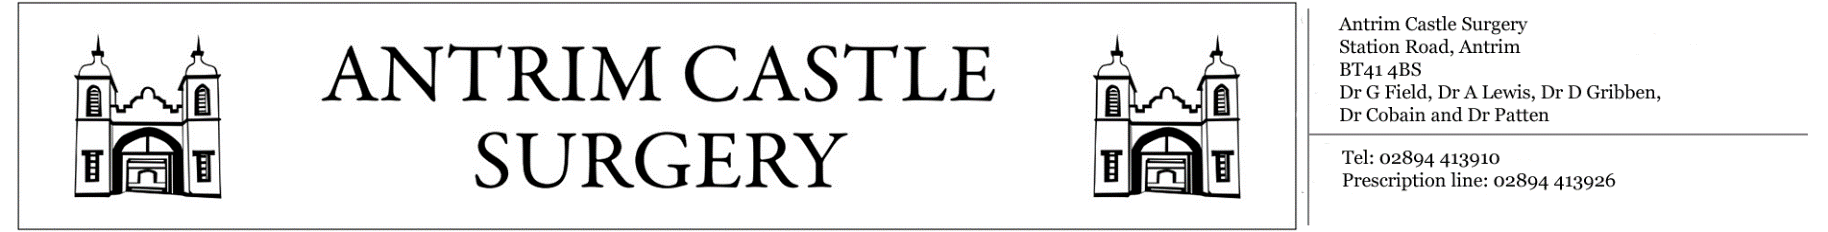 ANTRIM CASTLE
SURGERY
Antrim Castle Surgery
Station Road, Antrim
BT41 4BS
Dr G Field, Dr A Lewis, Dr D Gribben,
Dr Cobain and Dr Patten
Tel: 02894 413910
Prescription line: 02894 413926